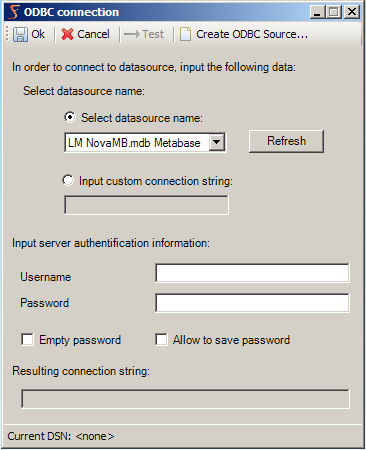 ODBC connection
Ok Cancel Test Create ODBC Source...
In order to connect to datasource, input the following data:
Select datasource name:
Select datasource name:
LM NovaMB.mdb Metabase Refresh
Input custom connection string:
Input server authentification information:
Username
Password
Empty password Allow to save password
Resulting connection string:
Current DSN: <none>